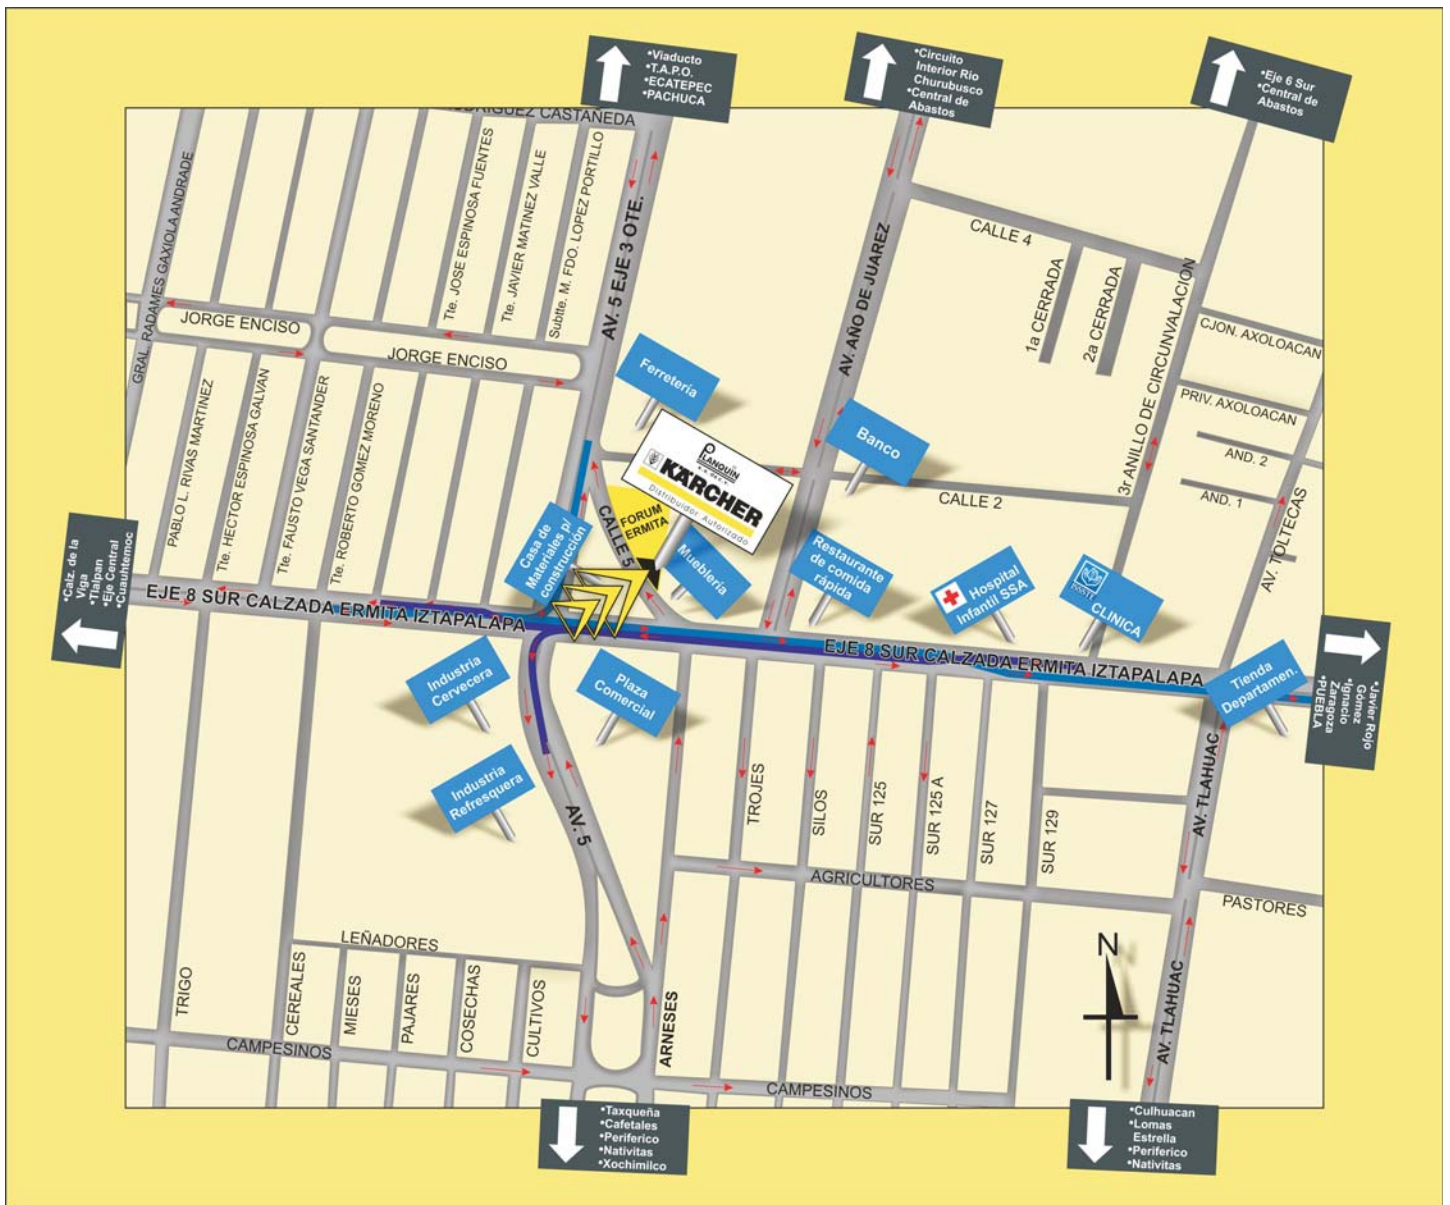 •Viaducto
•T.A.P.O.
•ECATEPEC
•PACHUCA
•Circuito
Interior Rio
Churubusco
•Central de
Abastos
•Eje 6 Sur
•Central de
Abastos
CASTAÑEDA
GRAL. RADAMES GAXIOLA ANDRADE
Tte. JOSE ESPINOSA FUENTES
Tte. JAVIER MATINEZ VALLE
Subtte. M. FDO. LOPEZ PORTILLO
AV. 5 EJE 3 OTE.
AV. AÑO DE JUAREZ
CALLE 4
1a CERRADA
2a CERRADA
3r ANILLO DE CIRCUNVALACION
CJON. AXOLOACAN
PRIV. AXOLOACAN
AND. 2
AND. 1
AV. TOLTECAS
JORGE ENCISO
JORGE ENCISO
PABLO L. RIVAS MARTINEZ
Tte. HECTOR ESPINOSA GALVAN
Tte. FAUSTO VEGA SANTANDER
Tte. ROBERTO GOMEZ MORENO
Ferretería
PLANQUIN
KÄRCHER
Distribuidor Autorizado
Banco
CALLE 2
CALLE 5
FORUM
ERMITA
Casa de
Materiales p/
construcción
Mueblería
Restaurante
de comida
rápida
Hospital
Infantil SSA
ISSSTE
CLINICA
•Calz. de la
Viga
•Tlalpan
•Eje Central
•Cuauhtemoc
EJE 8 SUR CALZADA ERMITA IZTAPALAPA
EJE 8 SUR CALZADA ERMITA IZTAPALAPA
Industria
Cervecera
Plaza
Comercial
Tienda
Departamen.
•Javier Rojo
Gómez
•Ignacio
Zaragoza
•PUEBLA
Industria
Refresquera
AV. 5
TROJES
SILOS
SUR 125
SUR 125 A
SUR 127
SUR 129
AV. TLAHUAC
AGRICULTORES
PASTORES
LEÑADORES
TRIGO
CEREALES
MIESES
PAJARES
COSECHAS
CULTIVOS
ARNESES
N
AV. TLAHUAC
CAMPESINOS
CAMPESINOS
•Taxqueña
•Cafetales
•Periferico
•Nativitas
•Xochimilco
•Culhuacan
•Lomas
Estrella
•Periferico
•Nativitas